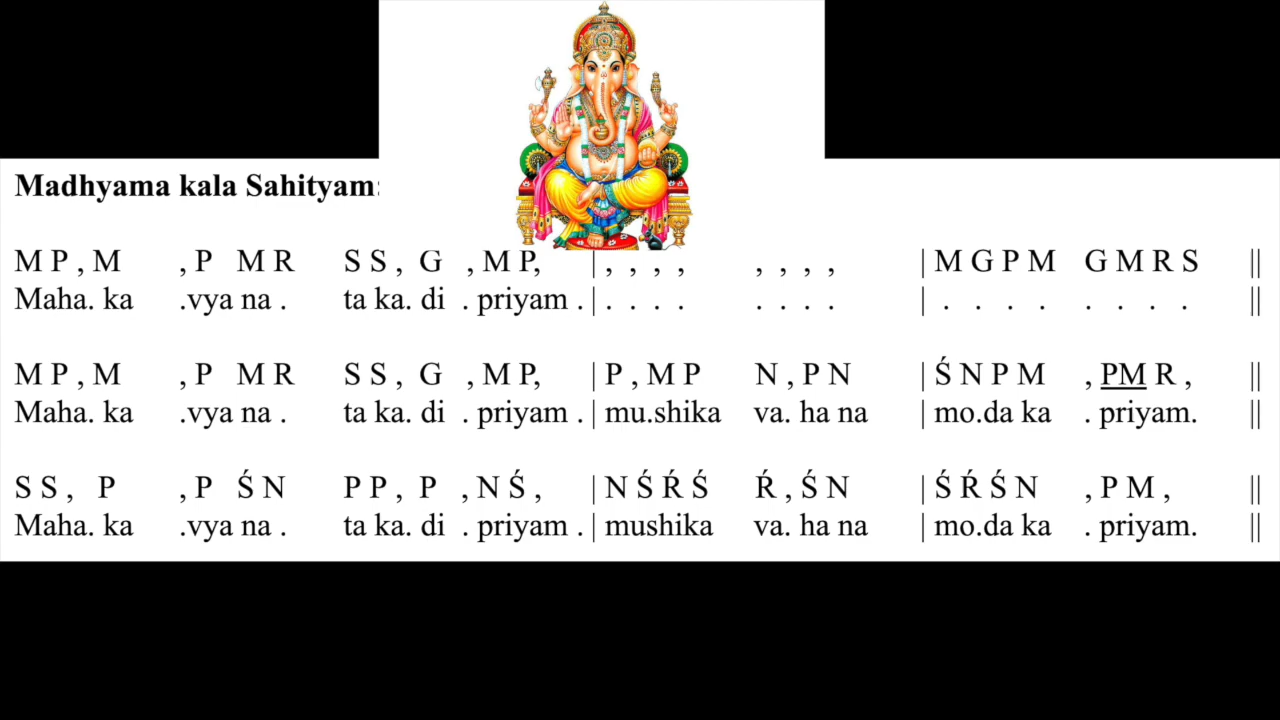 Madhyama kala Sahityam:
M P , M , P M R S S , G , M P, | , , , , , , , , | M G P M G M R S ||
Maha. ka .vya na . ta ka. di . priyam . | . . . . . . . . | . . . . . . . . ||
M P , M , P M R S S , G , M P, | P , M P N , P N | Ś N P M , PM R , ||
Maha. ka .vya na . ta ka. di . priyam . | mu.shika va. ha na | mo.da ka . priyam. ||
S S , P , P Ś N P P , P , N Ś , | N Ś Ŕ Ś Ŕ , Ś N | Ś Ŕ Ś N , P M , ||
Maha. ka .vya na . ta ka. di . priyam . | mushika va. ha na | mo.da ka . priyam. ||